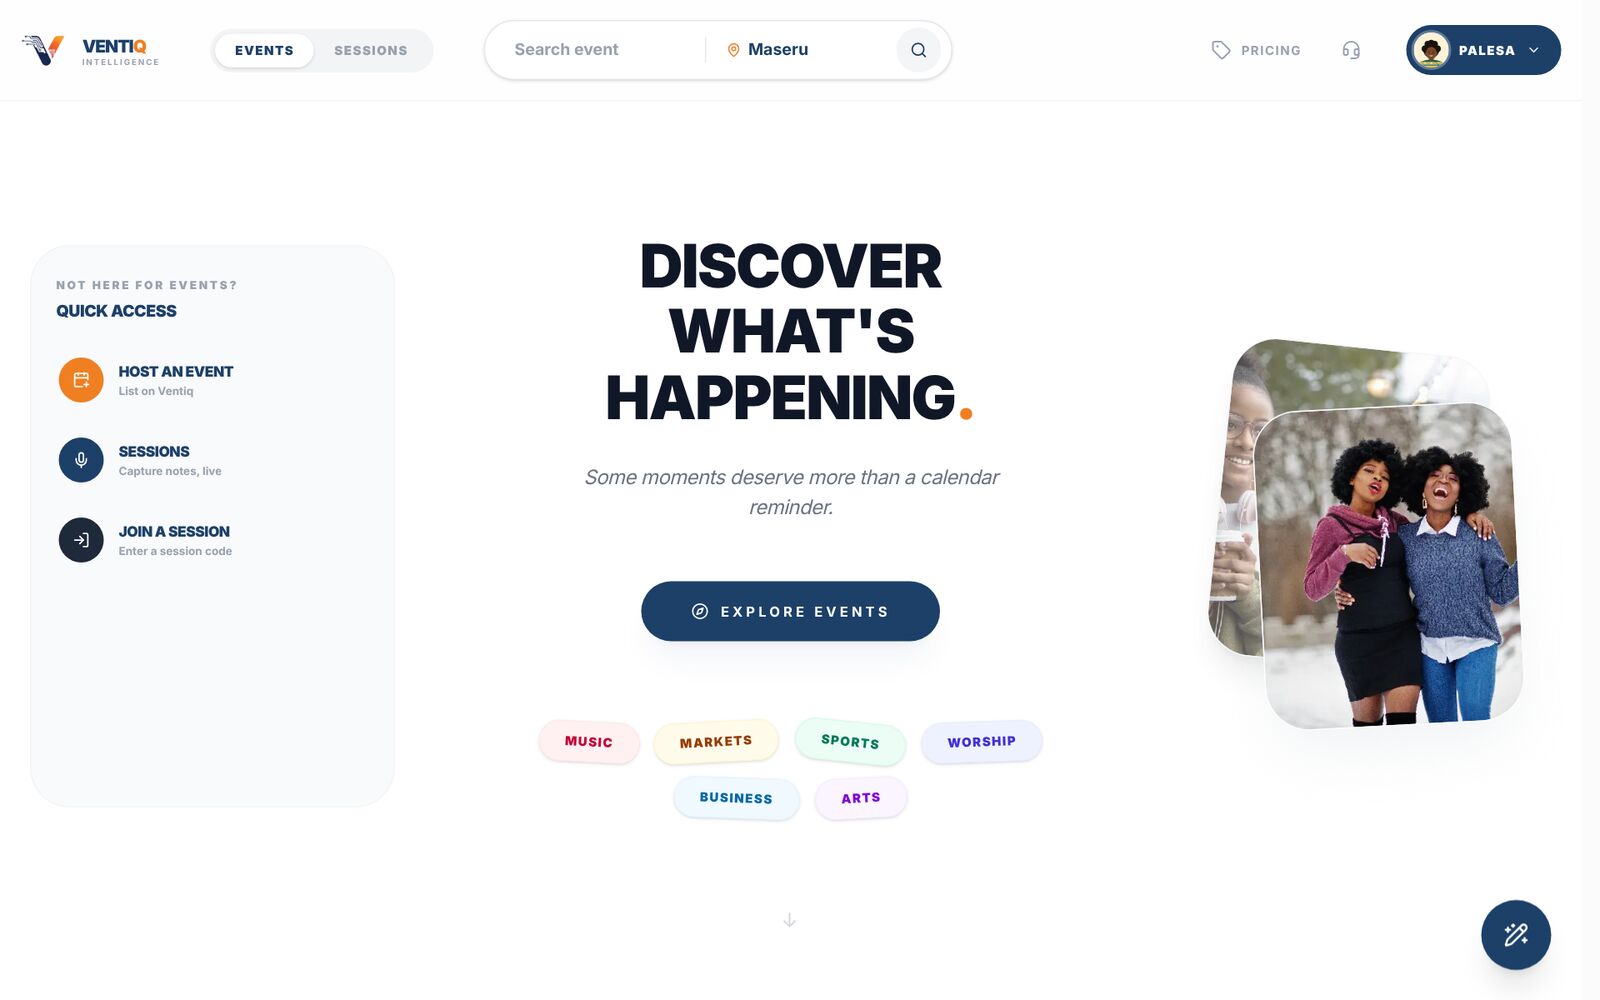 VENTIQ
INTELLIGENCE
EVENTS
SESSIONS
Search event
Maseru
PRICING
PALESA
NOT HERE FOR EVENTS?
QUICK ACCESS
HOST AN EVENT
List on Ventiq
SESSIONS
Capture notes, live
JOIN A SESSION
Enter a session code
DISCOVER
WHAT'S
HAPPENING.
Some moments deserve more than a calendar
reminder.
EXPLORE EVENTS
MUSIC
MARKETS
SPORTS
WORSHIP
BUSINESS
ARTS